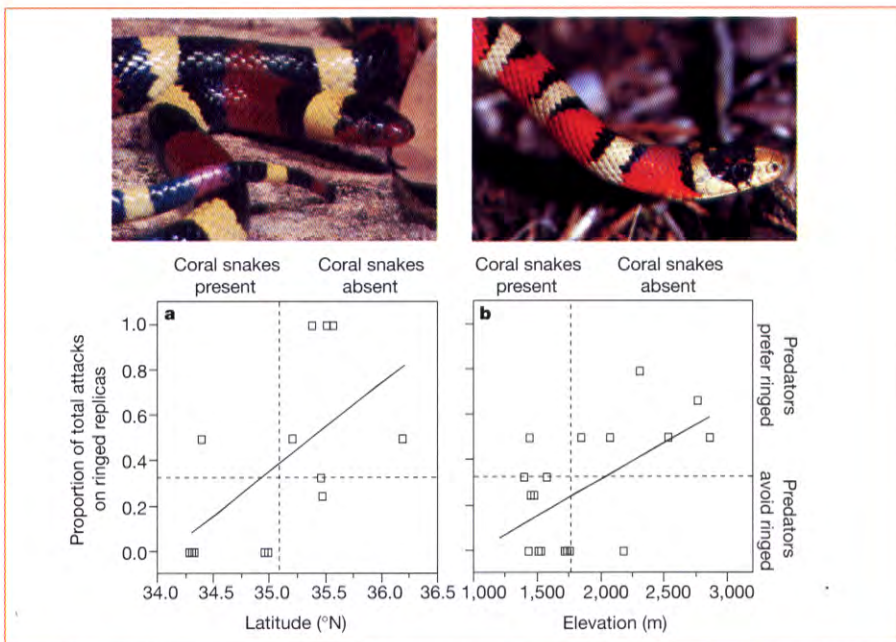 Coral snakes
present
Coral snakes
absent
Coral snakes
present
Coral snakes
absent
a
b
Proportion of total attacks
on ringed replicas
1.0
0.8
0.6
0.4
0.2
0.0
Predators
prefer ringed
Predators
avoid ringed
34.0 34.5 35.0 35.5 36.0 36.5
1,000 1,500 2,000 2,500 3,000
Latitude (°N)
Elevation (m)